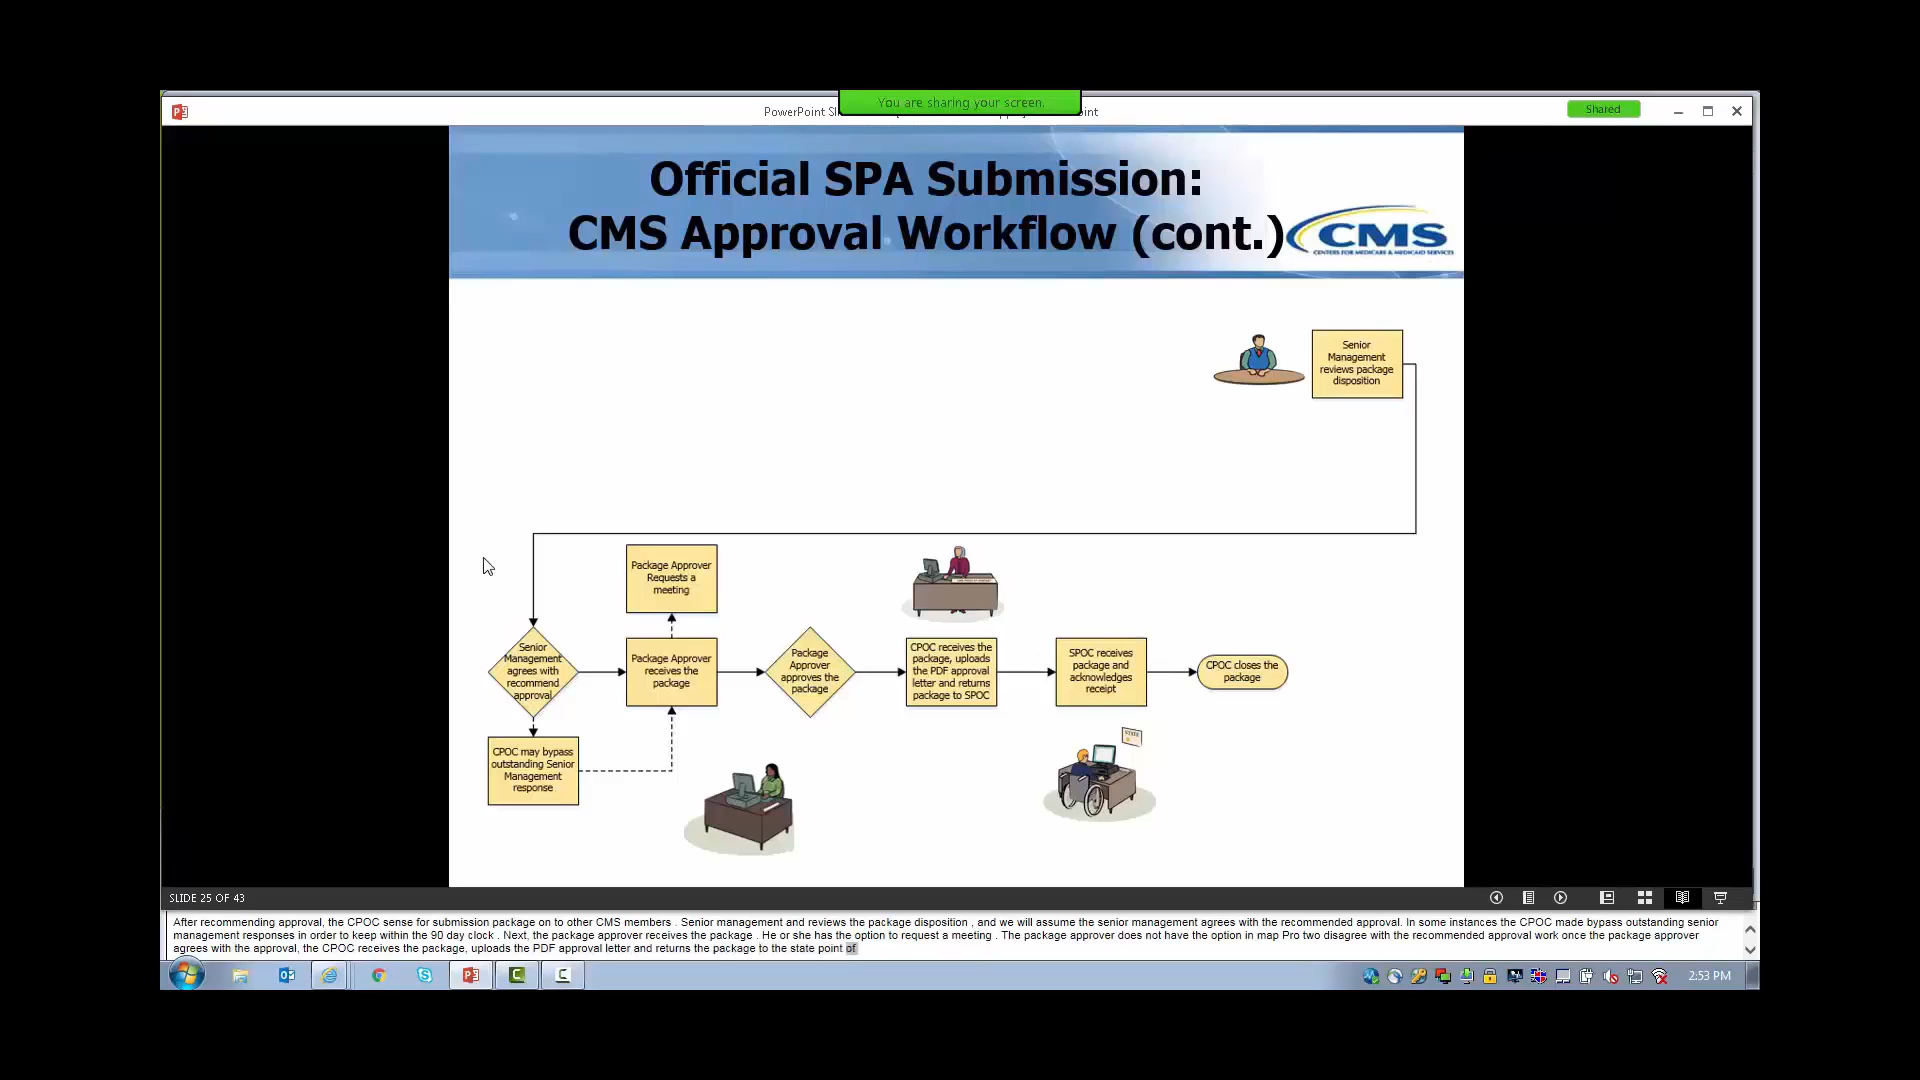 You are sharing your screen.
PowerPoint Sl
int
Shared
Official SPA Submission:
CMS Approval Workflow (cont.)
CMS
CENTERS FOR MEDICARE & MEDICAID SERVICES
Senior
Management
reviews package
disposition
Package Approver
Requests a
meeting
Senior
Management
agrees with
recommend
approval
Package Approver
receives the
package
Package
Approver
approves the
package
CPOC receives the
package, uploads
the PDF approval
letter and returns
package to SPOC
SPOC receives
package and
acknowledges
receipt
CPOC closes the
package
CPOC may bypass
outstanding Senior
Management
response
STATE
SLIDE 25 OF 43
After recommending approval, the CPOC sense for submission package on to other CMS members . Senior management and reviews the package disposition , and we will assume the senior management agrees with the recommended approval. In some instances the CPOC made bypass outstanding senior
management responses in order to keep within the 90 day clock . Next, the package approver receives the package . He or she has the option to request a meeting . The package approver does not have the option in map Pro two disagree with the recommended approval work once the package approver
agrees with the approval, the CPOC receives the package, uploads the PDF approval letter and returns the package to the state point of
2:53 PM